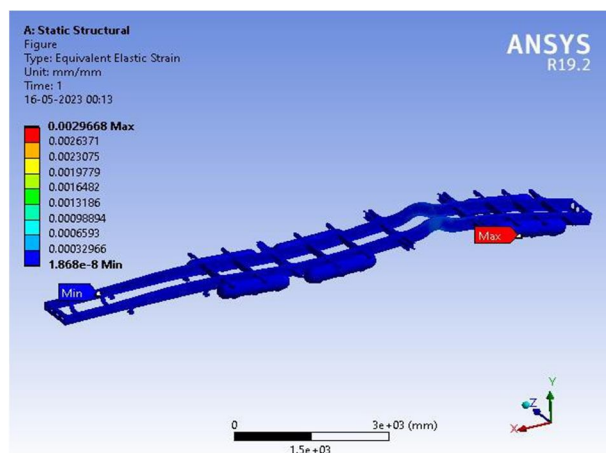 A: Static Structural
Figure
Type: Equivalent Elastic Strain
Unit: mm/mm
Time: 1
16-05-2023 00:13
ANSYS
R19.2
0.0029668 Max
0.0026371
0.0023075
0.0019779
0.0016482
0.0013186
0.00098894
0.0006593
0.00032966
1.868e-8 Min
Min
Max
0
3e+03 (mm)
1.5e+03
Y
Z
X